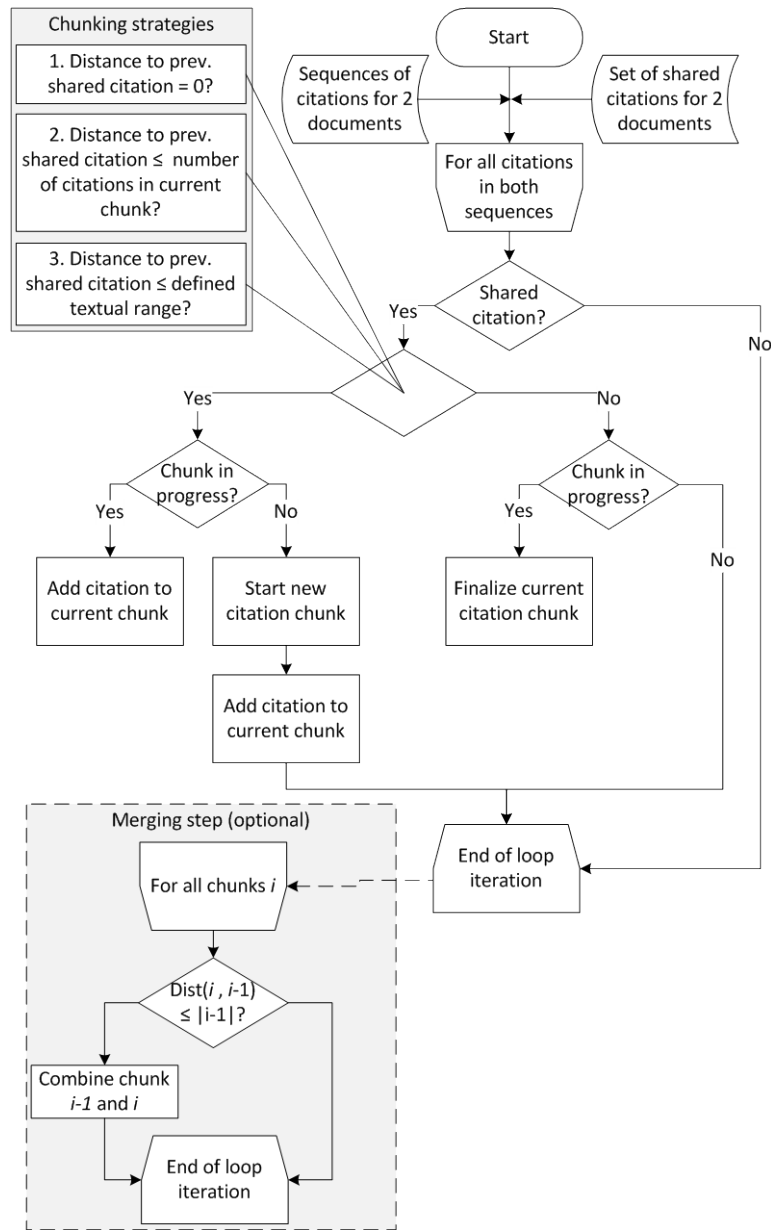 Chunking strategies
1. Distance to prev.
shared citation = 0?
2. Distance to prev.
shared citation ≤ number
of citations in current
chunk?
3. Distance to prev.
shared citation ≤ defined
textual range?
Start
Sequences of
citations for 2
documents
Set of shared
citations for 2
documents
For all citations
in both
sequences
Shared
citation?
Yes
No
Yes
No
Chunk in
progress?
Yes
No
Chunk in
progress?
Yes
No
Add citation to
current chunk
Start new
citation chunk
Finalize current
citation chunk
Add citation to
current chunk
Merging step (optional)
End of loop
iteration
For all chunks i
Dist(i , i-1)
≤ |i-1|?
Combine chunk
i-1 and i
End of loop
iteration